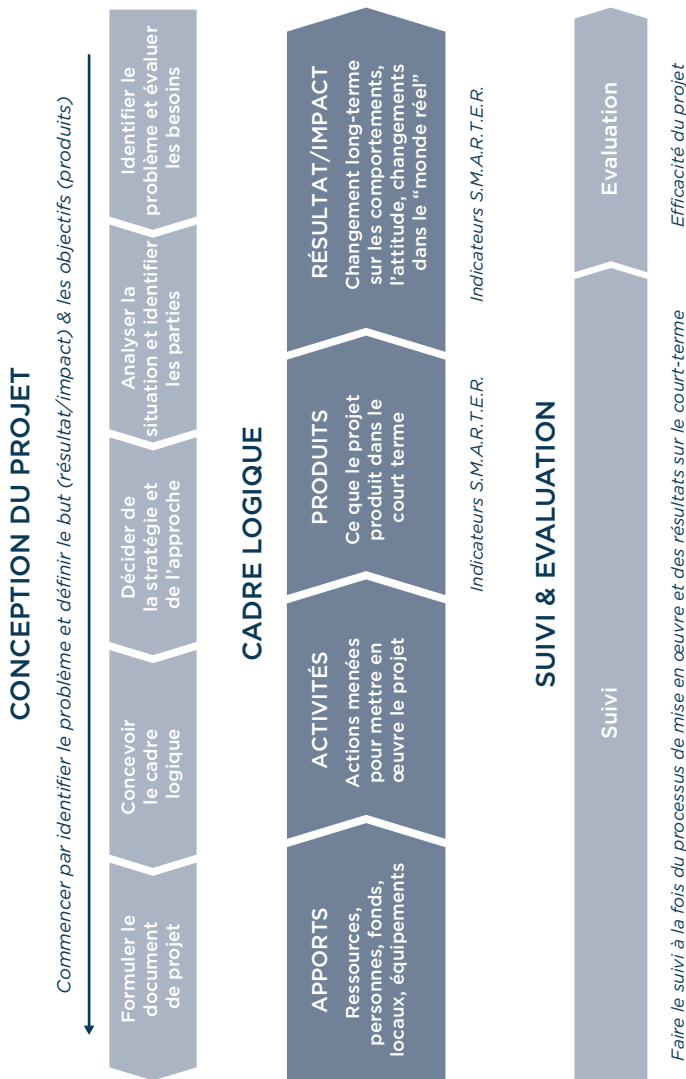 CONCEPTION DU PROJET
Commencer par identifier le problème et définir le but (résultat/impact) & les objectifs (produits)
Formuler le
document
de projet
Concevoir
le cadre
logique
Décider de
la stratégie et
de l’approche
Analyser la
situation et identifier
les parties
Identifier le
problème et évaluer
les besoins
CADRE LOGIQUE
APPORTS
Ressources,
personnes, fonds,
locaux, équipements
ACTIVITÉS
Actions menées
pour mettre en
œuvre le projet
PRODUITS
Ce que le projet
produit dans le
court terme
RÉSULTAT/IMPACT
Changement long-terme
sur les comportements,
l’attitude, changements
dans le “monde réel”
Indicateurs S.M.A.R.T.E.R.
Indicateurs S.M.A.R.T.E.R.
SUIVI & EVALUATION
Suivi
Evaluation
Faire le suivi à la fois du processus de mise en œuvre et des résultats sur le court-terme
Efficacité du projet